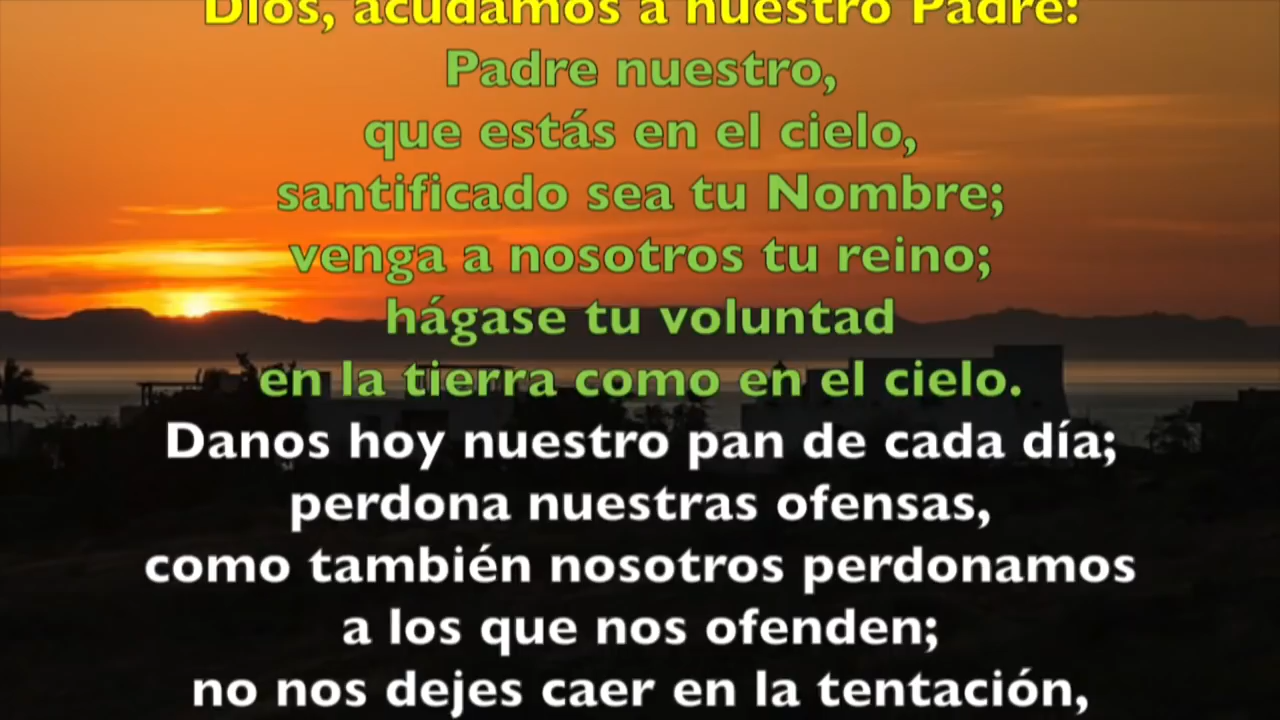 Dios, acudamos a nuestro Padre:
Padre nuestro,
que estás en el cielo,
santificado sea tu Nombre;
venga a nosotros tu reino;
hágase tu voluntad
en la tierra como en el cielo.
Danos hoy nuestro pan de cada día;
perdona nuestras ofensas,
como también nosotros perdonamos
a los que nos ofenden;
no nos dejes caer en la tentación,